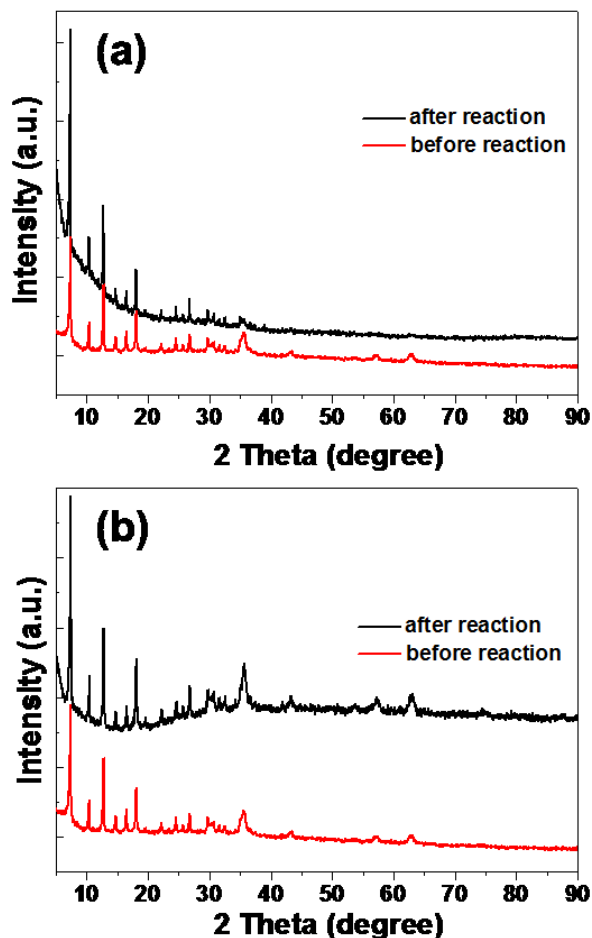 (a)
after reaction
before reaction
Intensity (a.u.)
10 20 30 40 50 60 70 80 90
2 Theta (degree)
(b)
after reaction
before reaction
Intensity (a.u.)
10 20 30 40 50 60 70 80 90
2 Theta (degree)